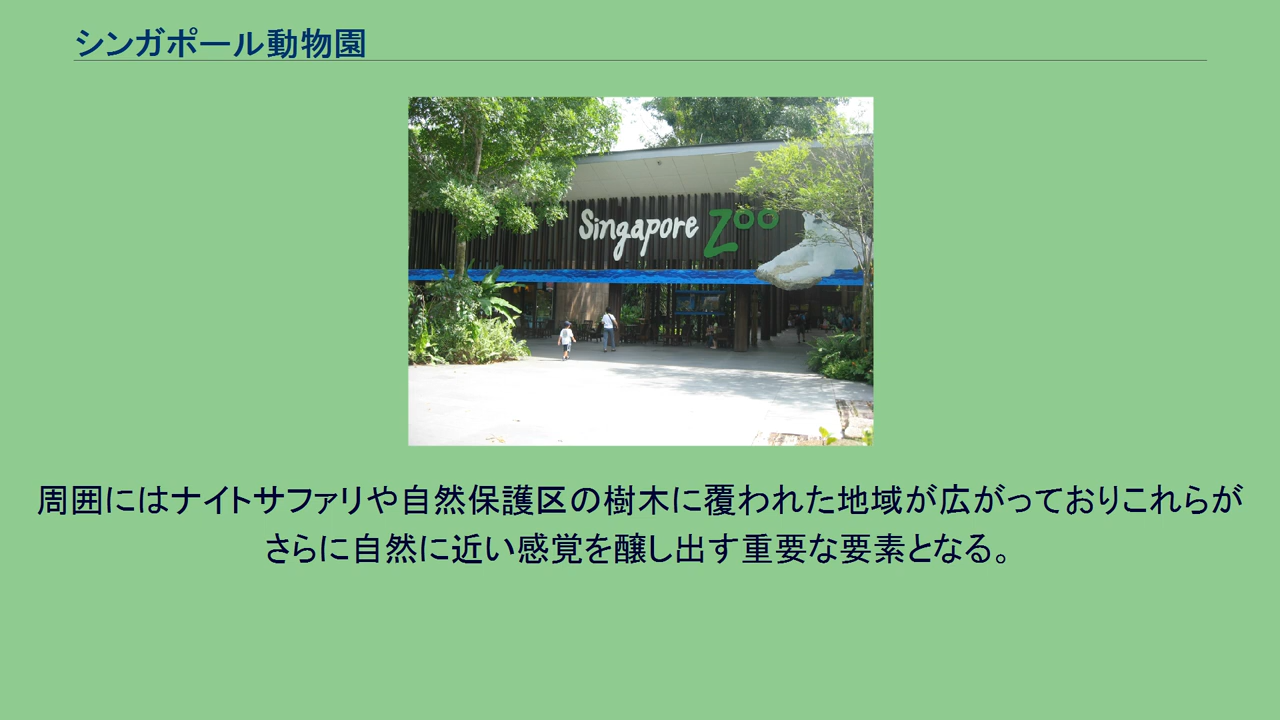 シンガポール動物園
Singapore Zoo
周囲にはナイトサファリや自然保護区の樹木に覆われた地域が広がっておりこれらが
さらに自然に近い感覚を醸し出す重要な要素となる。